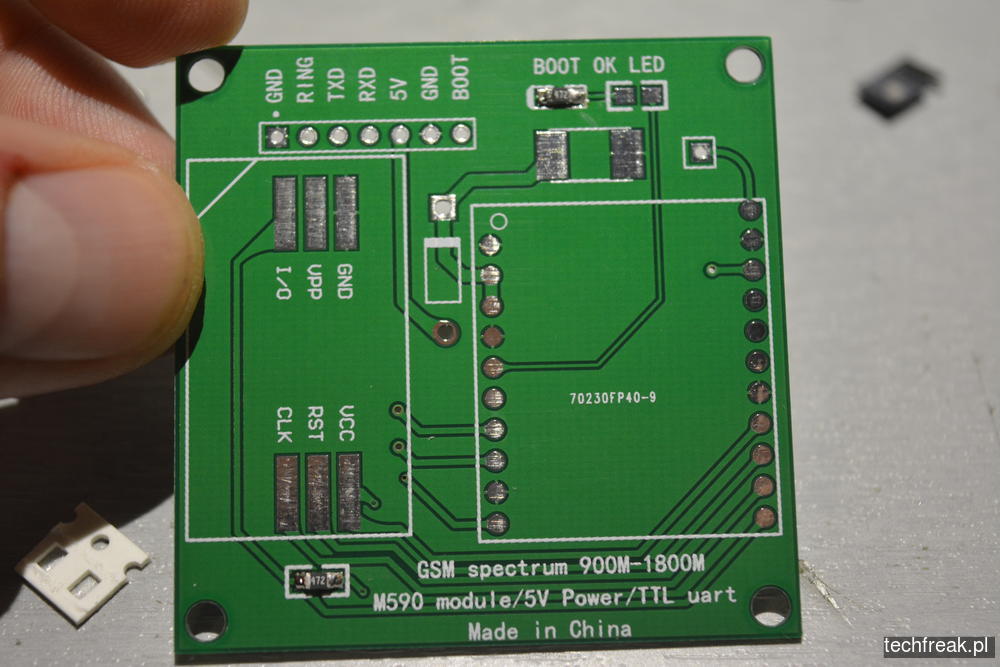 BOOT OK LED
GND
RING
TXD
RXD
5V
GND
BOOT
I/O
VPP
GND
70230FP40-9
CLK
RST
VCC
472
GSM spectrum 900M-1800M
M590 module/5V Power/TTL uart
Made in China
techfreak.pl